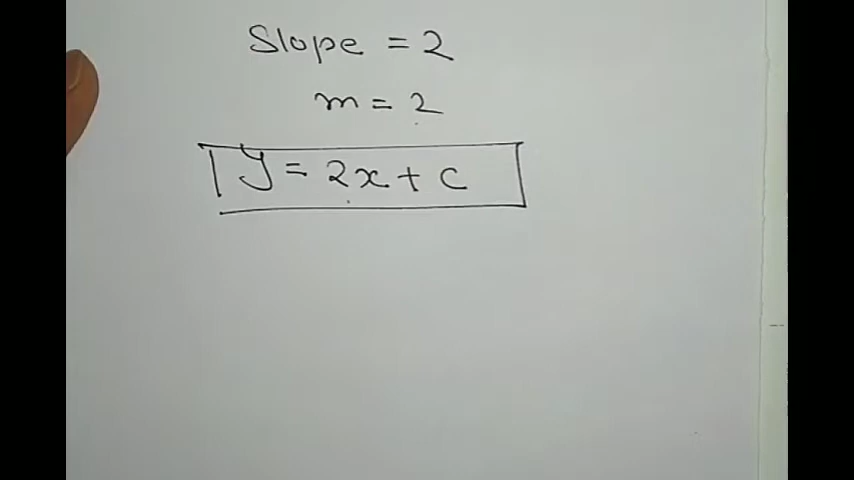 Slope = 2
m = 2
y = 2x + c